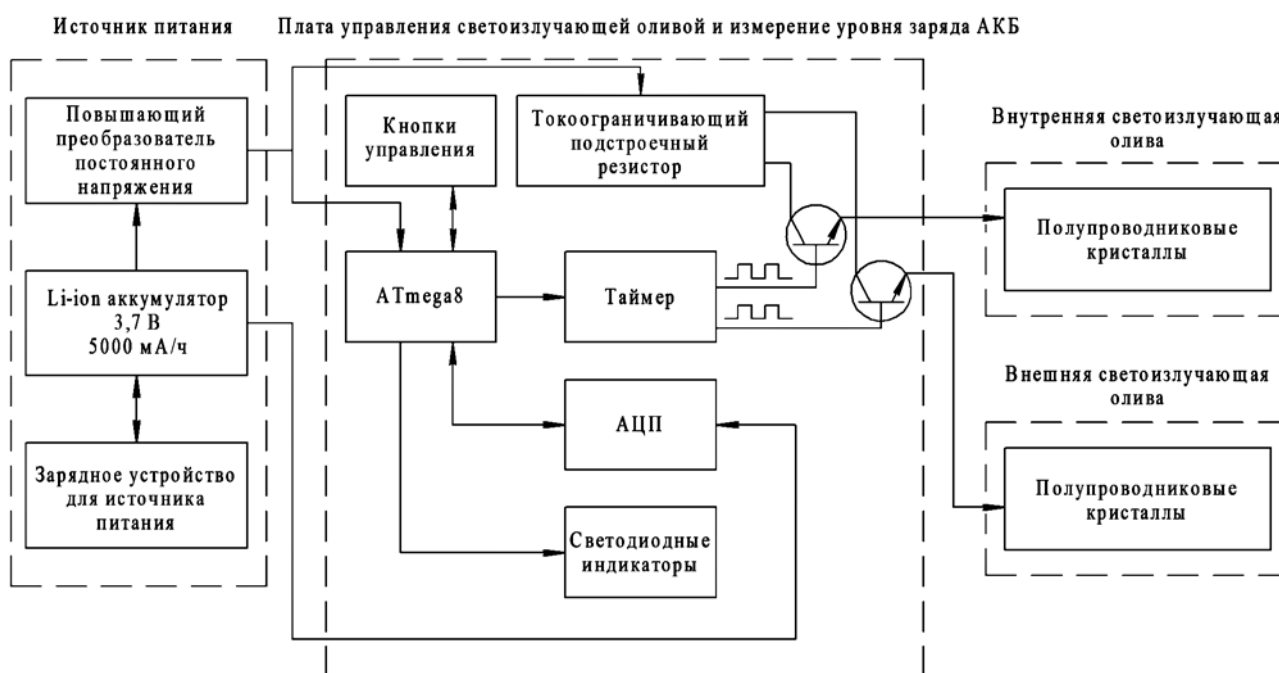 Источник питания
Плата управления светоизлучающей оливой и измерение уровня заряда АКБ
Повышающий
преобразователь
постоянного
напряжения
Li-ion аккумулятор
3,7 В
5000 мА/ч
Зарядное устройство
для источника
питания
Кнопки
управления
Токоограничивающий
подстроечный
резистор
ATmega8
Таймер
АЦП
Светодиодные
индикаторы
Внутренняя светоизлучающая
олива
Полупроводниковые
кристаллы
Внешняя светоизлучающая
олива
Полупроводниковые
кристаллы